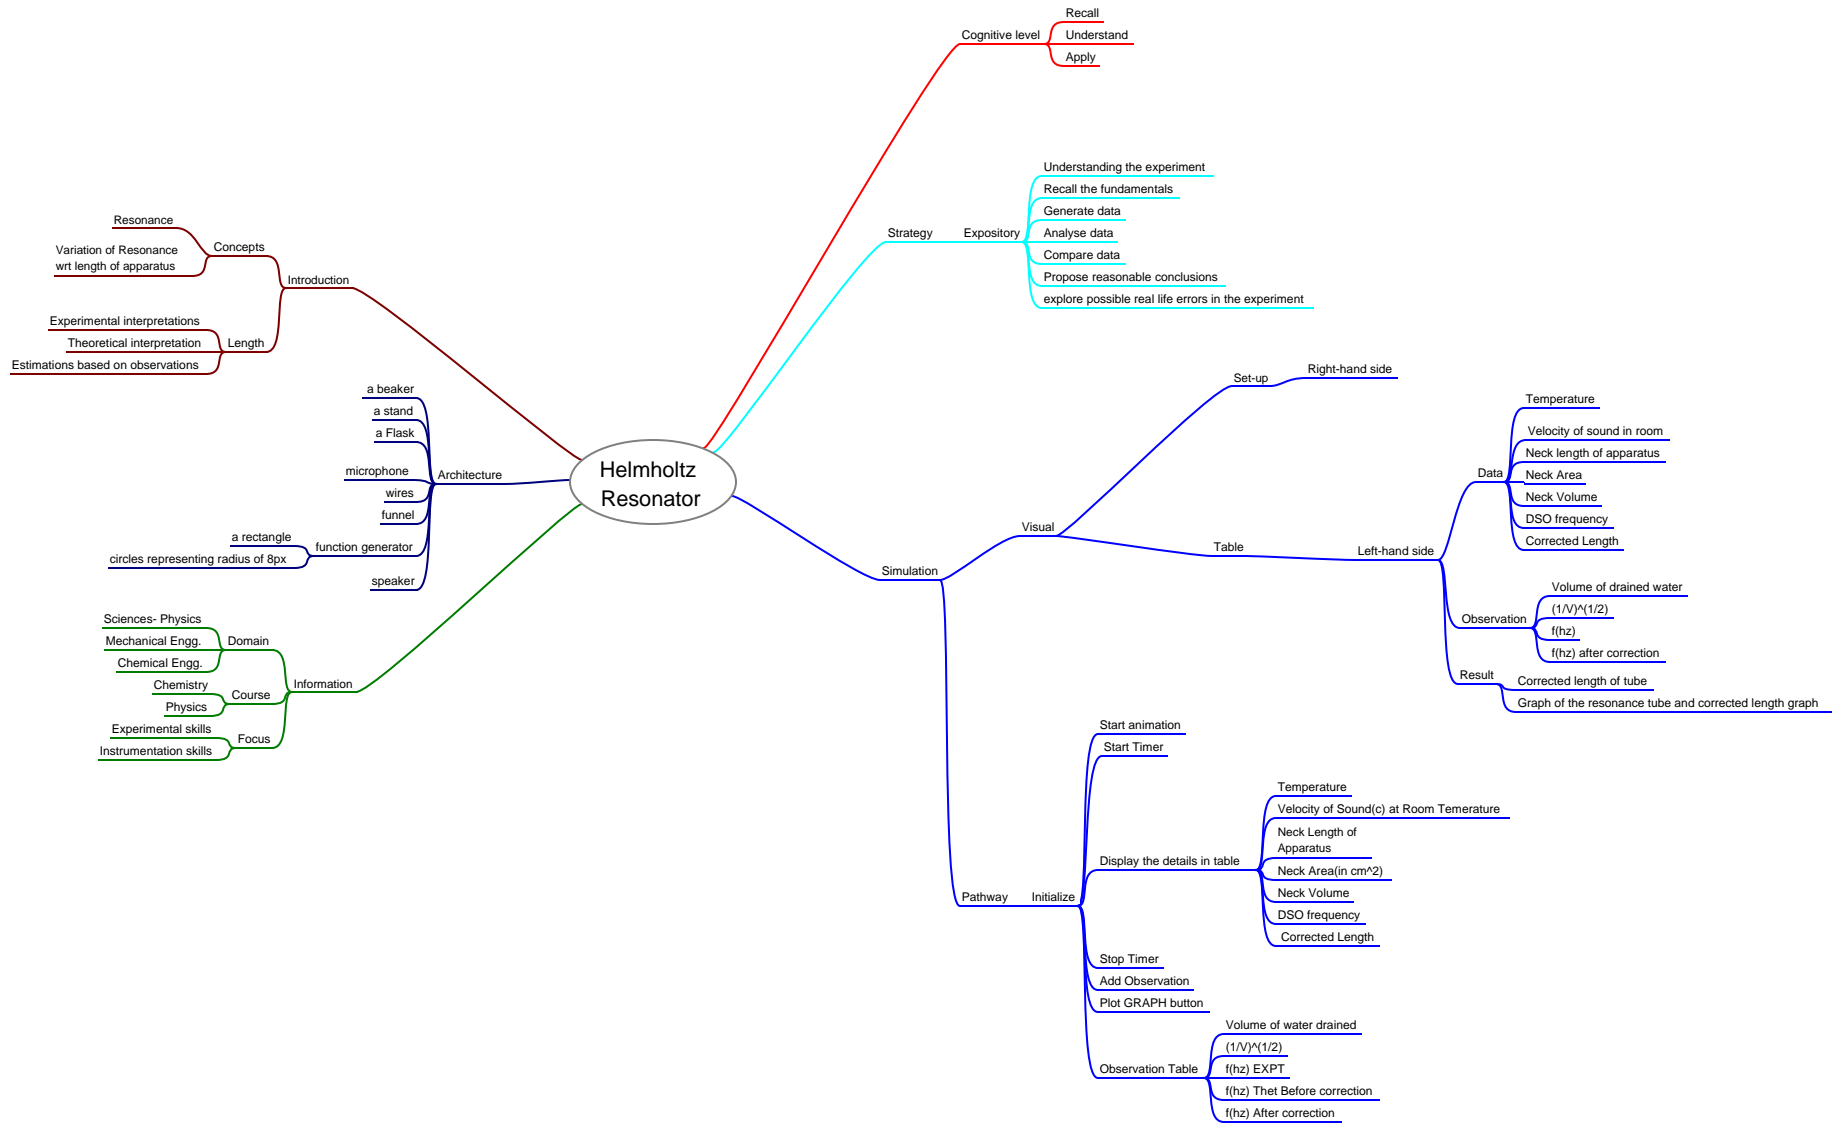 Helmholtz
Resonator
Cognitive level
Recall
Understand
Apply
Strategy
Expository
Understanding the experiment
Recall the fundamentals
Generate data
Analyse data
Compare data
Propose reasonable conclusions
explore possible real life errors in the experiment
Introduction
Concepts
Resonance
Variation of Resonance
wrt length of apparatus
Length
Experimental interpretations
Theoretical interpretation
Estimations based on observations
Architecture
a beaker
a stand
a Flask
microphone
wires
funnel
function generator
a rectangle
circles representing radius of 8px
speaker
Information
Domain
Sciences- Physics
Mechanical Engg.
Chemical Engg.
Course
Chemistry
Physics
Focus
Experimental skills
Instrumentation skills
Simulation
Visual
Set-up
Right-hand side
Table
Left-hand side
Data
Temperature
Velocity of sound in room
Neck length of apparatus
Neck Area
Neck Volume
DSO frequency
Corrected Length
Observation
Volume of drained water
(1/V)^(1/2)
f(hz)
f(hz) after correction
Result
Corrected length of tube
Graph of the resonance tube and corrected length graph
Pathway
Initialize
Start animation
Start Timer
Display the details in table
Temperature
Velocity of Sound(c) at Room Temerature
Neck Length of
Apparatus
Neck Area(in cm^2)
Neck Volume
DSO frequency
Corrected Length
Stop Timer
Add Observation
Plot GRAPH button
Observation Table
Volume of water drained
(1/V)^(1/2)
f(hz) EXPT
f(hz) Thet Before correction
f(hz) After correction